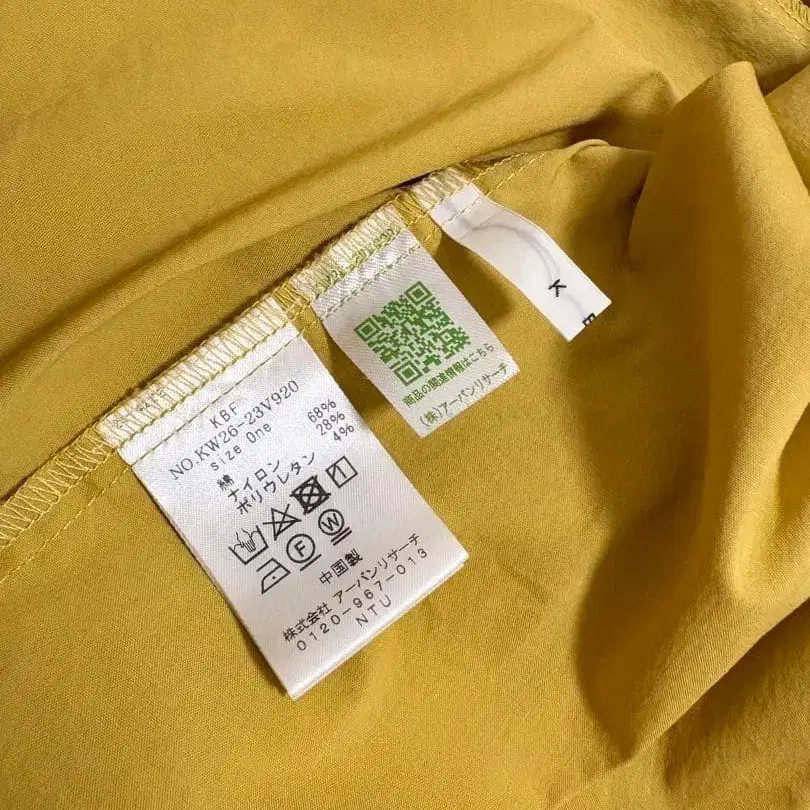 KBF
NO.KW26-23V920
size One
綿 68%
ナイロン 28%
ポリウレタン 4%
F W
中国製
株式会社 アーバンリサーチ
0120-967-013
NTU
商品の関連情報はこちら
(株)アーバンリサーチ
K